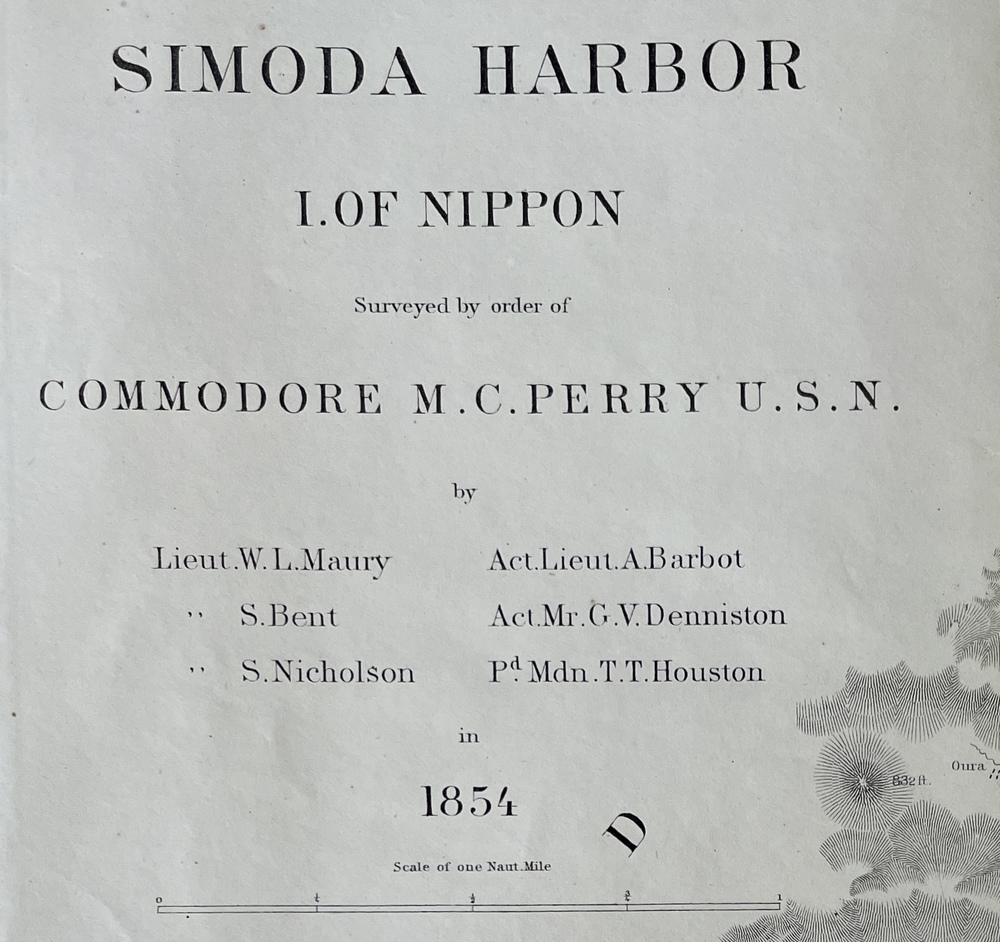 SIMODA HARBOR
I. OF NIPPON
Surveyed by order of
COMMODORE M. C. PERRY U. S. N.
by
Lieut. W. L. Maury Act. Lieut. A. Barbot
,, S. Bent Act. Mr. G. V. Denniston
,, S. Nicholson Pd. Mdn. T. T. Houston
in
Oura
832 ft.
1854
D
Scale of one Naut. Mile
0 ¼ ½ ¾ 1